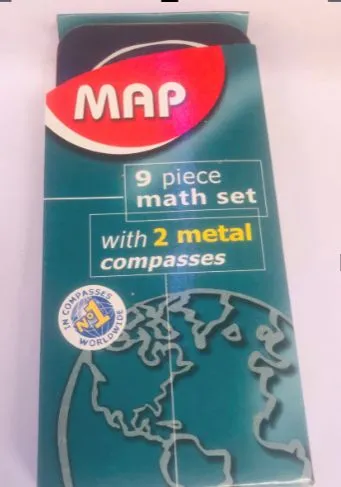 MAP
9 piece
math set
with 2 metal
compasses
IN COMPASSES
Nº1
WORLDWIDE